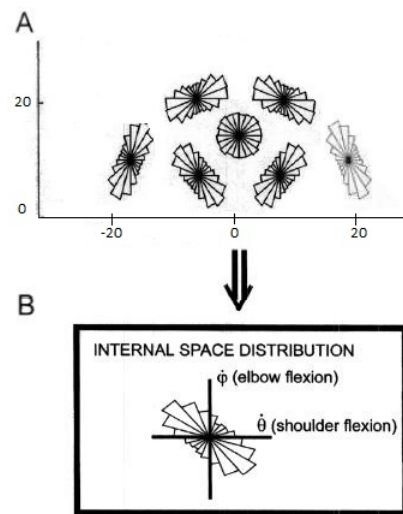 A
20
0
-20
0
20
B
INTERNAL SPACE DISTRIBUTION
φ̇ (elbow flexion)
θ̇ (shoulder flexion)